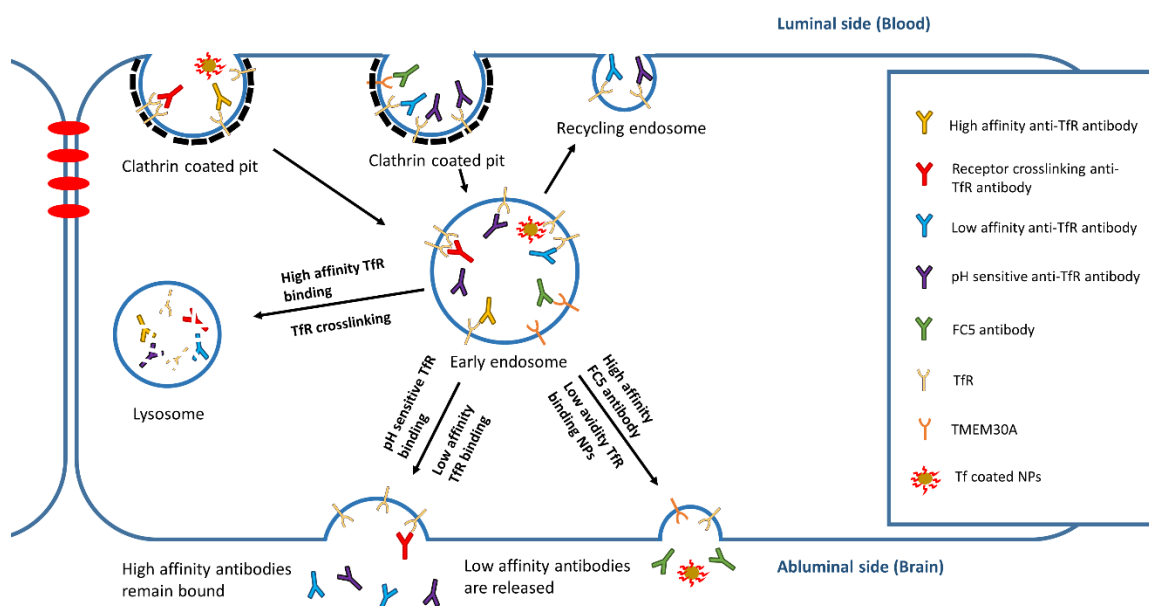 Luminal side (Blood)
Clathrin coated pit
Clathrin coated pit
Recycling endosome
High affinity anti-TfR antibody
Receptor crosslinking anti-
TfR antibody
Low affinity anti-TfR antibody
pH sensitive anti-TfR antibody
FC5 antibody
TfR
TMEM30A
Tf coated NPs
High affinity TfR
binding
TfR crosslinking
Early endosome
Lysosome
pH sensitive TfR
binding
Low affinity
TfR binding
High affinity
FC5 antibody
Low avidity TfR
binding NPs
High affinity antibodies
remain bound
Low affinity antibodies
are released
Abluminal side (Brain)